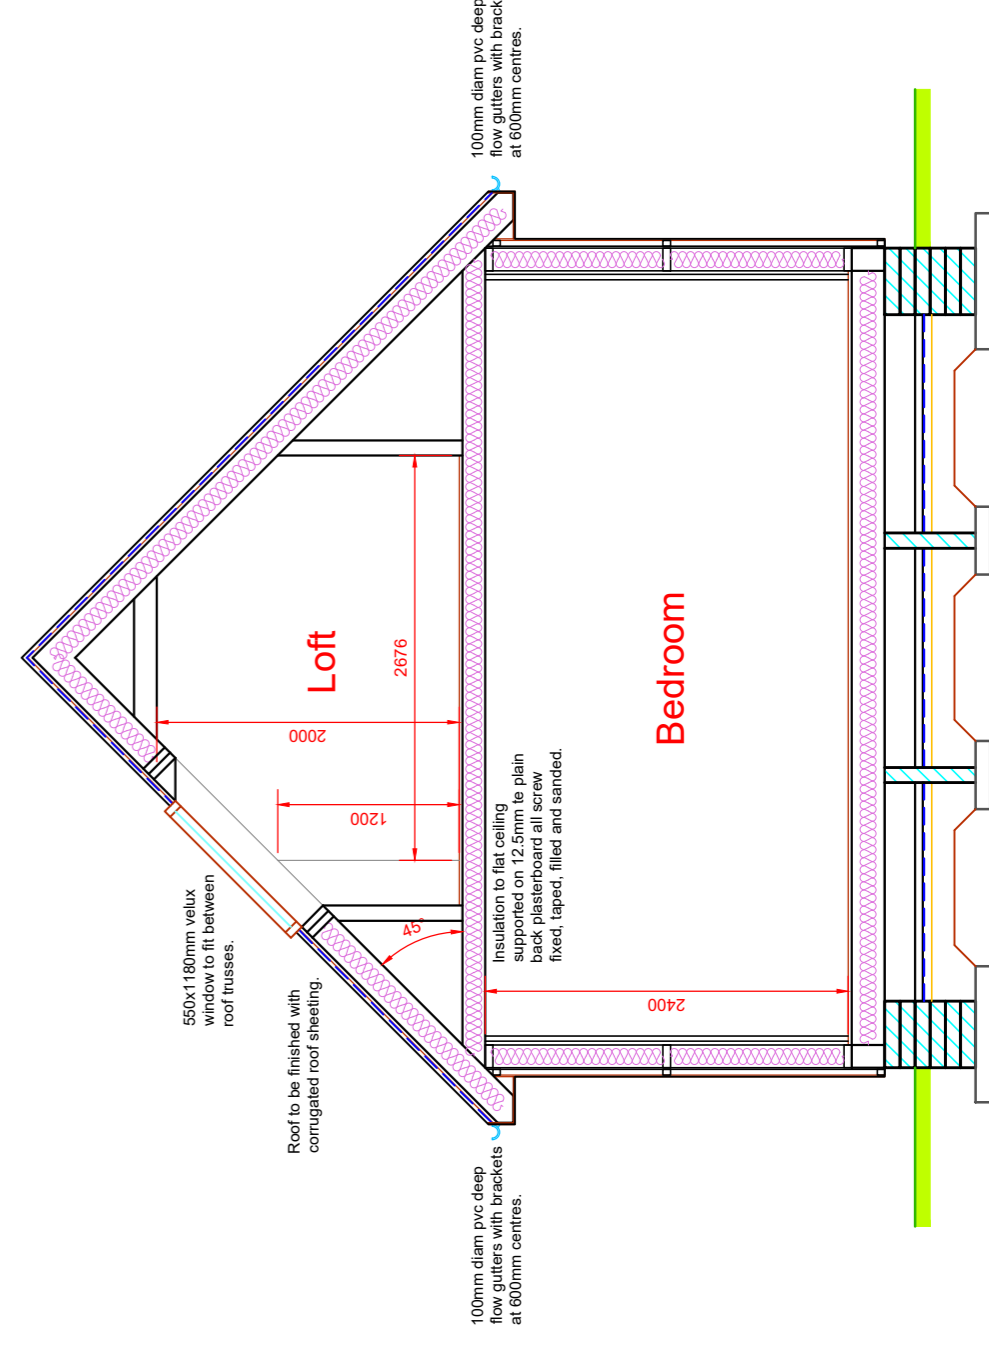 100mm diam pvc deep
flow gutters with brack
at 600mm centres.
550x1180mm velux
window to fit between
roof trusses.
Roof to be finished with
corrugated roof sheeting.
Loft
2676
2000
1200
45°
Insulation to flat ceiling
supported on 12.5mm te plain
back plasterboard all screw
fixed, taped, filled and sanded.
Bedroom
2400
100mm diam pvc deep
flow gutters with brackets
at 600mm centres.